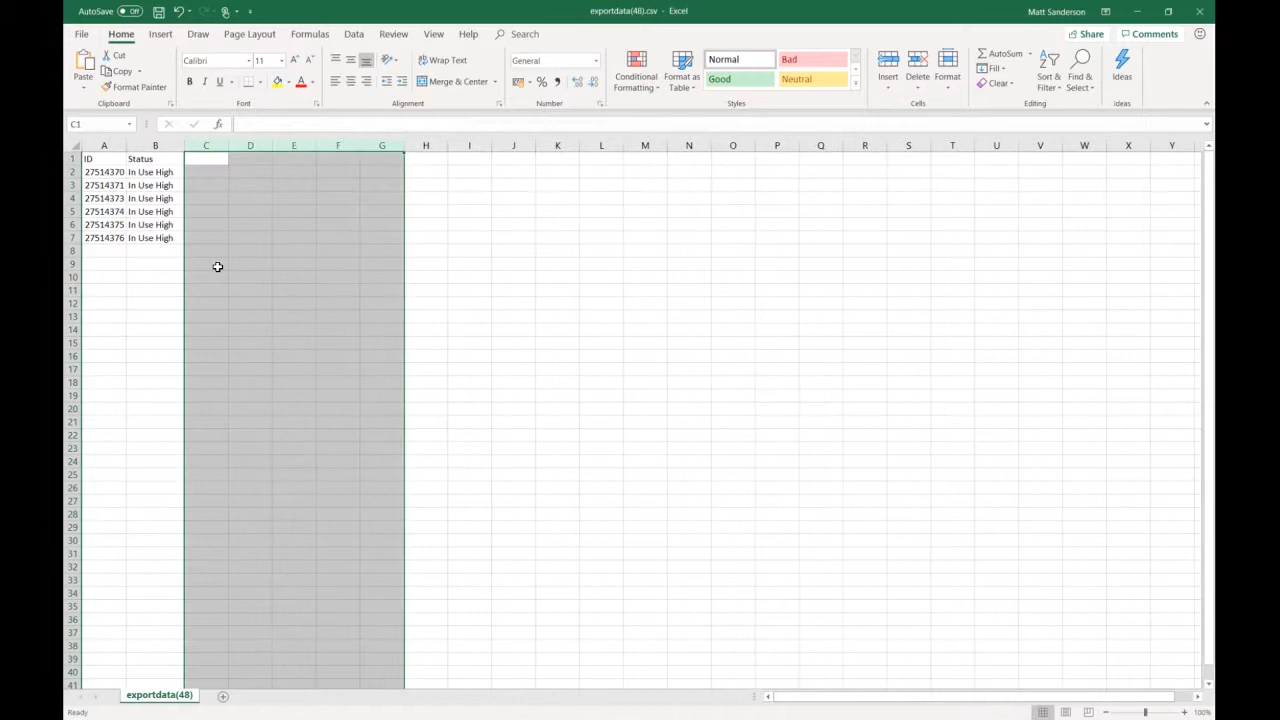 AutoSave Off exportdata(48).csv - Excel Matt Sanderson
File Home Insert Draw Page Layout Formulas Data Review View Help Search Share Comments
Paste Cut Copy Format Painter Clipboard
Calibri 11 A A B I U A Font
Wrap Text Merge & Center Alignment
General $ % , Number
Conditional Formatting Format as Table Normal Bad Good Neutral Styles
Insert Delete Format Cells
AutoSum Fill Clear Sort & Filter Find & Select Editing
Ideas Ideas
C1 fx
A B C D E F G H I J K L M N O P Q R S T U V W X Y
1 ID Status
2 27514370 In Use High
3 27514371 In Use High
4 27514373 In Use High
5 27514374 In Use High
6 27514375 In Use High
7 27514376 In Use High
8
9
10
11
12
13
14
15
16
17
18
19
20
21
22
23
24
25
26
27
28
29
30
31
32
33
34
35
36
37
38
39
40
41
exportdata(48)
Ready 100%